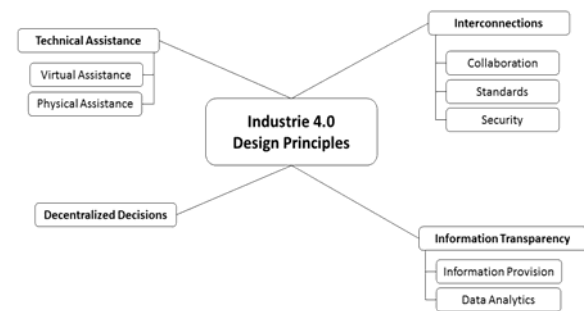 Technical Assistance
Virtual Assistance
Physical Assistance
Interconnections
Collaboration
Standards
Security
Industrie 4.0
Design Principles
Decentralized Decisions
Information Transparency
Information Provision
Data Analytics